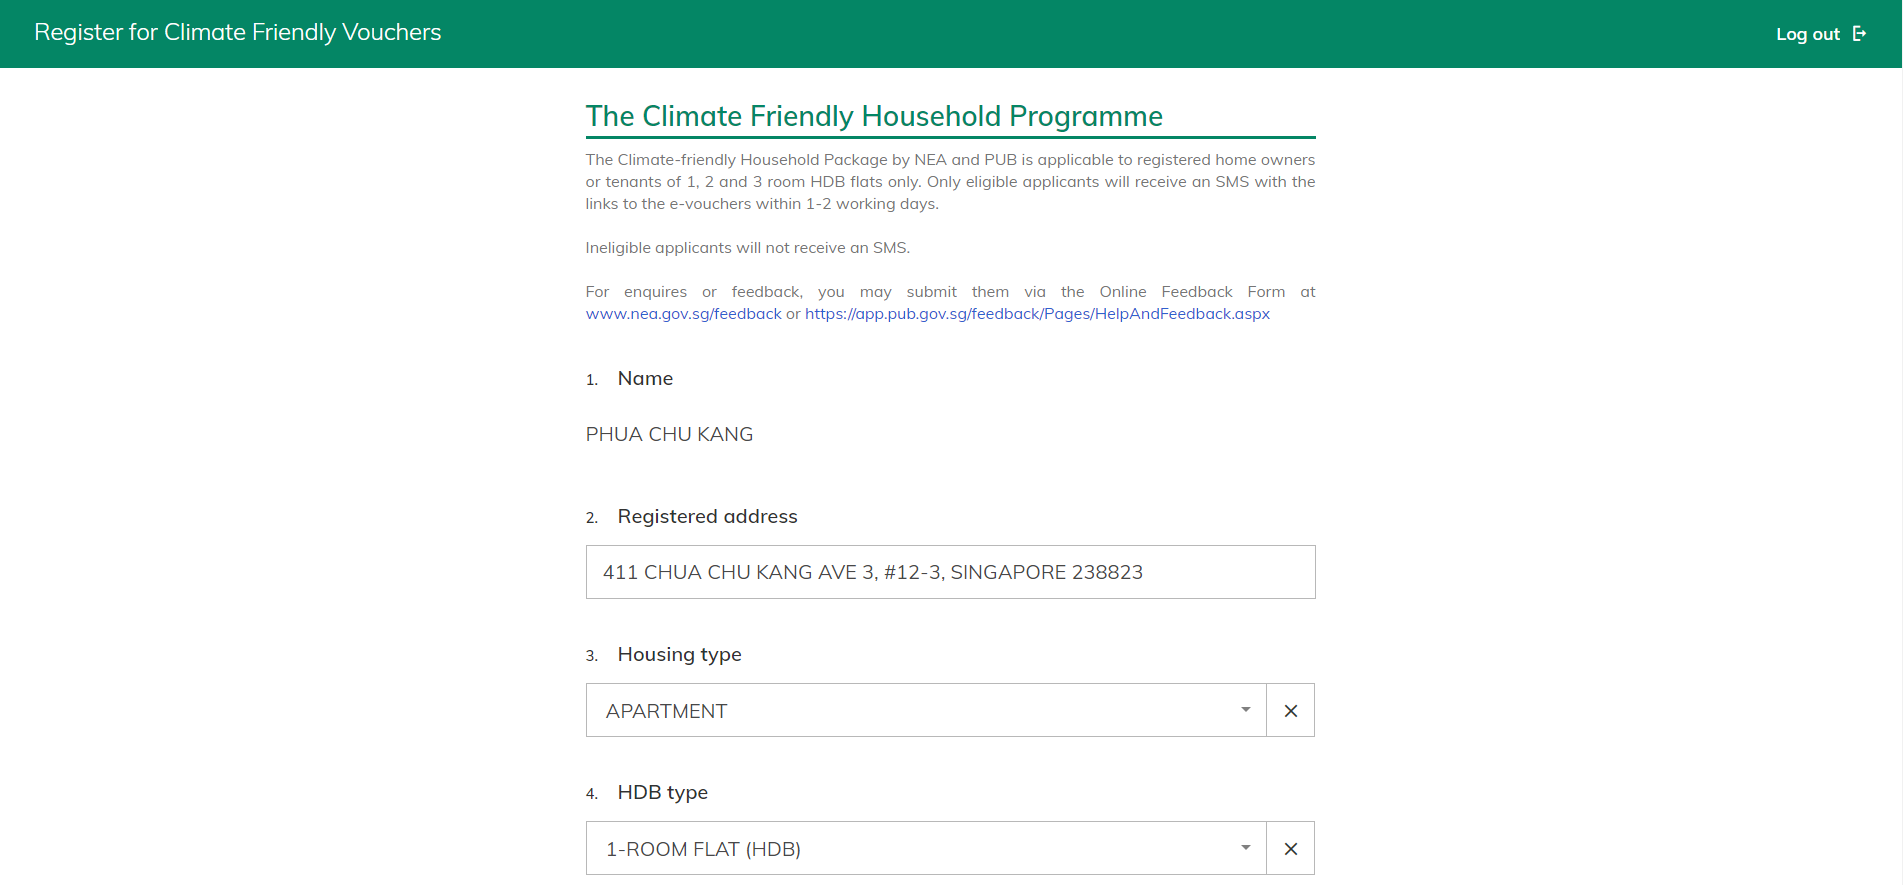 Register for Climate Friendly Vouchers
Log out
The Climate Friendly Household Programme
The Climate-friendly Household Package by NEA and PUB is applicable to registered home owners
or tenants of 1, 2 and 3 room HDB flats only. Only eligible applicants will receive an SMS with the
links to the e-vouchers within 1-2 working days.
Ineligible applicants will not receive an SMS.
For enquires or feedback, you may submit them via the Online Feedback Form at
www.nea.gov.sg/feedback or https://app.pub.gov.sg/feedback/Pages/HelpAndFeedback.aspx
1. Name
PHUA CHU KANG
2. Registered address
411 CHUA CHU KANG AVE 3, #12-3, SINGAPORE 238823
3. Housing type
APARTMENT
4. HDB type
1-ROOM FLAT (HDB)